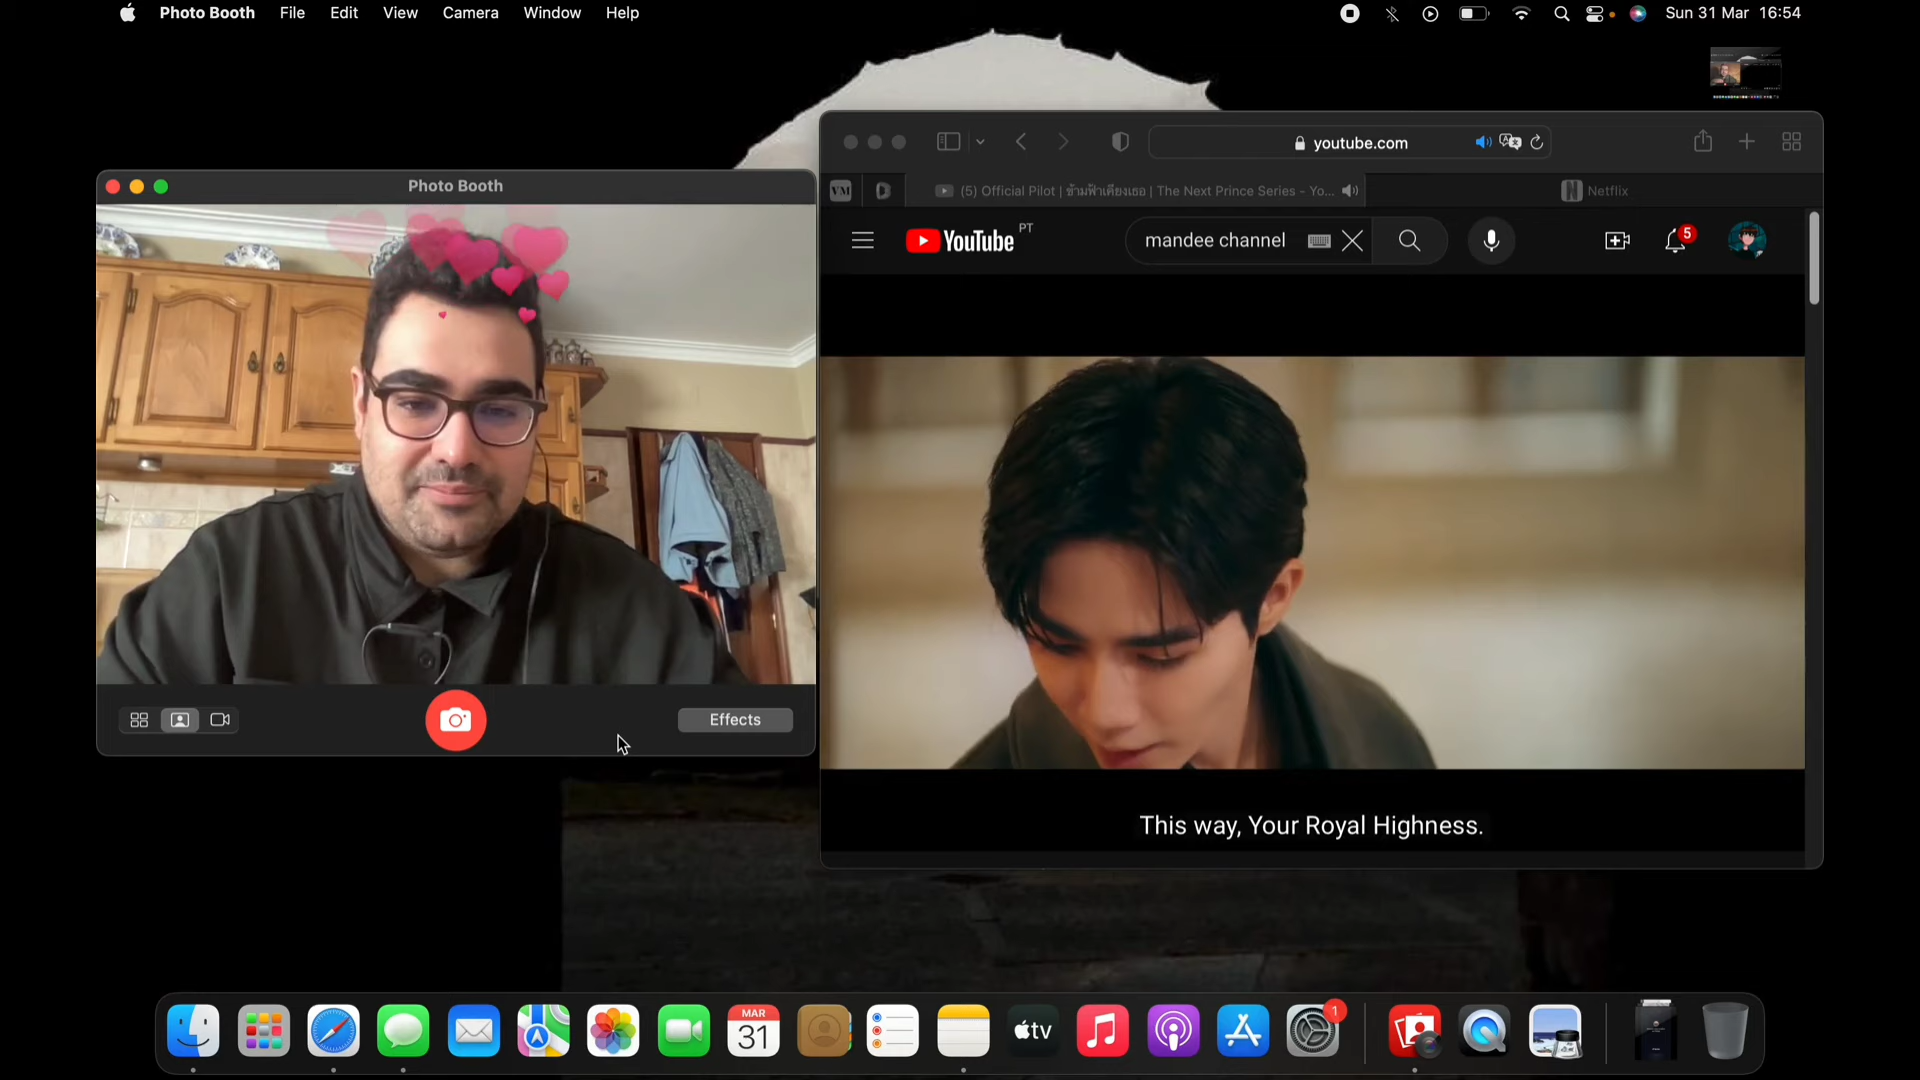 Photo Booth File Edit View Camera Window Help
Sun 31 Mar 16:54
youtube.com
Photo Booth
VM
(5) Official Pilot | ข้ามฟ้าเคียงเธอ | The Next Prince Series - Yo...
N Netflix
YouTube PT
mandee channel
5
Effects
This way, Your Royal Highness.
MAR
31
tv
1